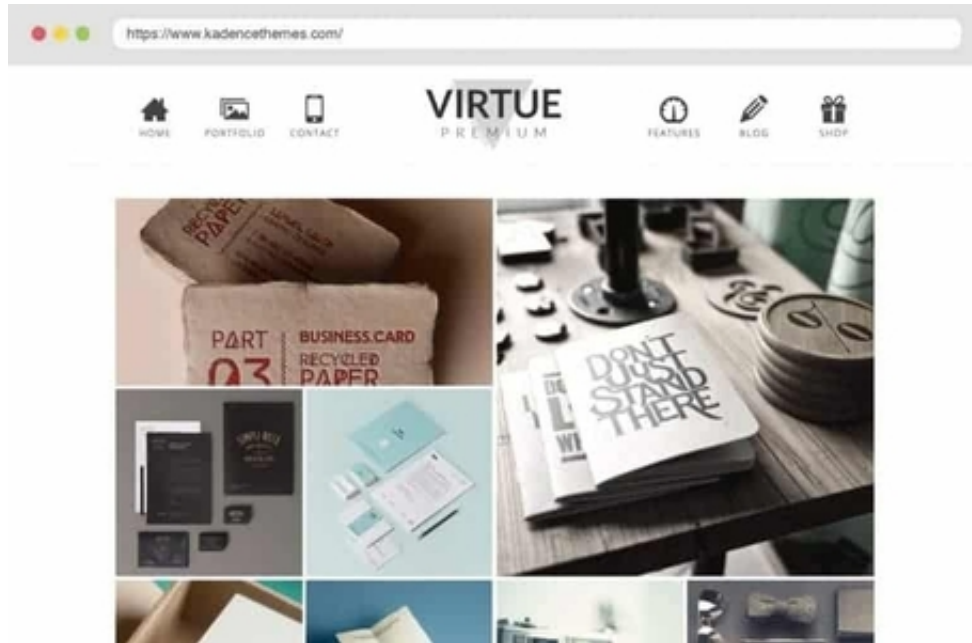 https://www.kadencethemes.com/
HOME
PORTFOLIO
CONTACT
VIRTUE
PREMIUM
FEATURES
BLOG
SHOP
RECYCLED
PAPER
PART
03
BUSINESS CARD
RECYCLED
PAPER
DON'T
JUST
STAND
THERE